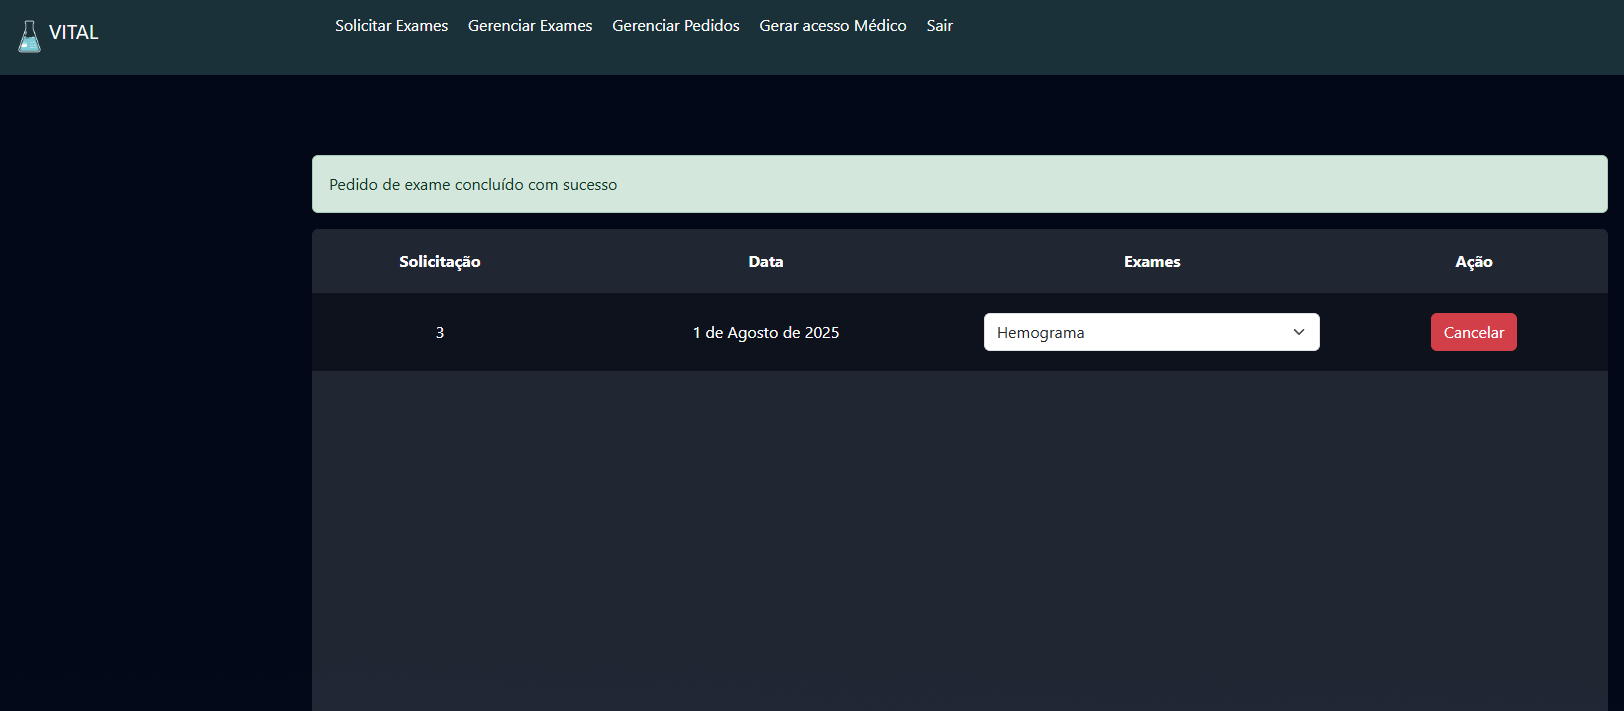 VITAL
Solicitar Exames Gerenciar Exames Gerenciar Pedidos Gerar acesso Médico Sair
Pedido de exame concluído com sucesso
Solicitação Data Exames Ação
3 1 de Agosto de 2025 Hemograma Cancelar